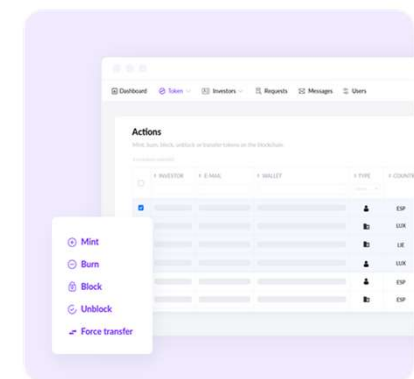 Dashboard Token Investors Requests Messages Users
Actions
Mint, burn, block, unblock or transfer tokens on the blockchain.
INVESTOR E-MAIL WALLET TYPE COUNTR
ESP
LUX
LIE
LUX
ESP
ESP
Mint
Burn
Block
Unblock
Force transfer